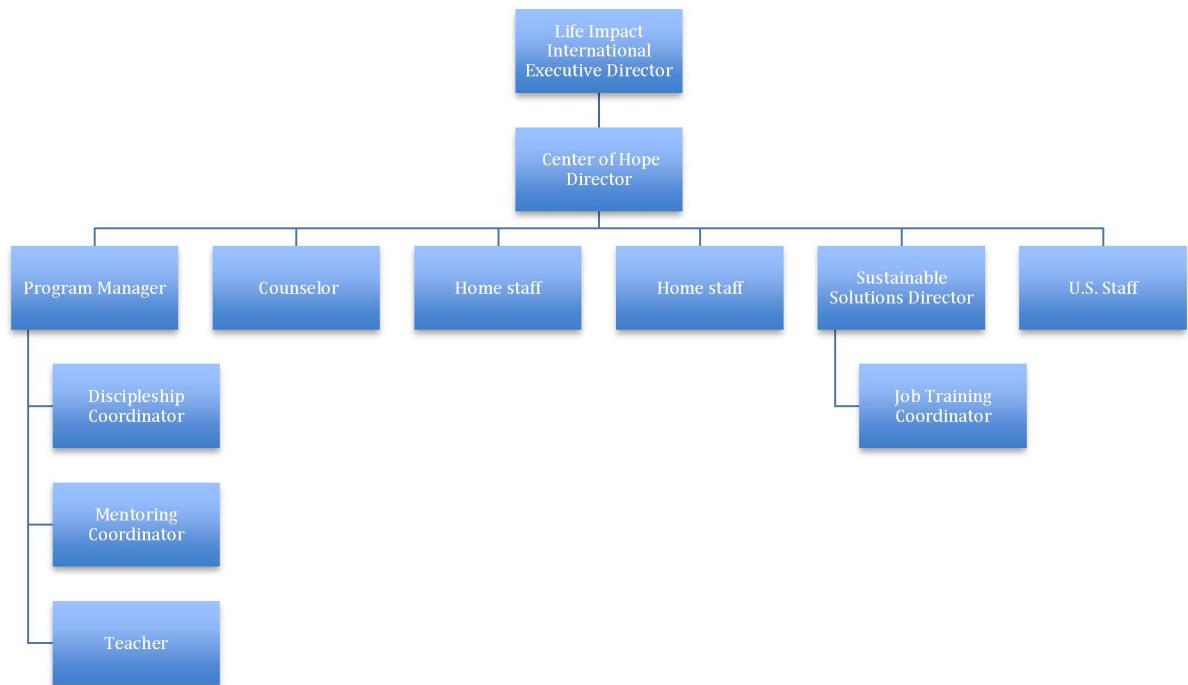 Life Impact
International
Executive Director
Center of Hope
Director
Program Manager
Counselor
Home staff
Home staff
Sustainable
Solutions Director
U.S. Staff
Discipleship
Coordinator
Job Training
Coordinator
Mentoring
Coordinator
Teacher